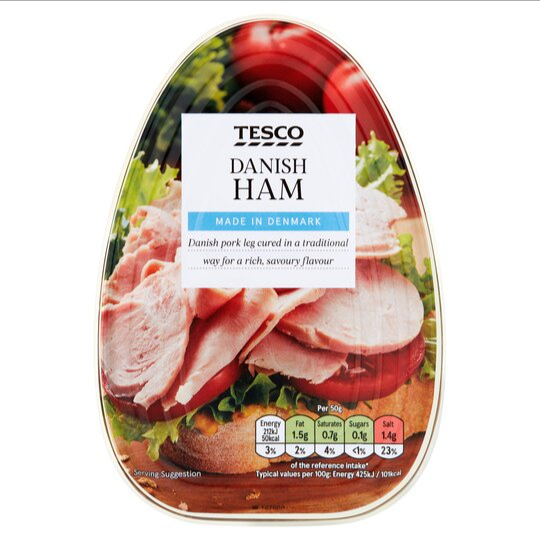 TESCO
DANISH
HAM
MADE IN DENMARK
Danish pork leg cured in a traditional
way for a rich, savoury flavour
Per 50g
Energy Fat Saturates Sugars Salt
212kJ
50kcal 1.5g 0.7g 0.1g 1.4g
3% 2% 4% <1% 23%
of the reference intake*
Serving Suggestion
Typical values per 100g: Energy 425kJ / 101kcal